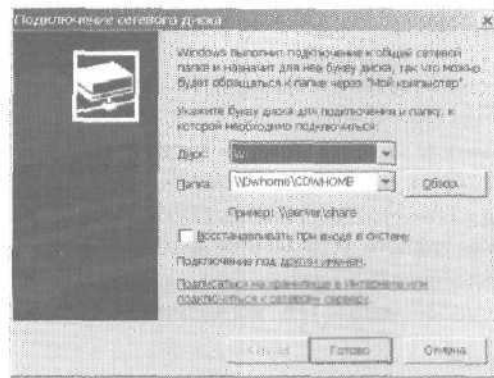 Подключение сетевого диска
Windows выполнит подключение к общей сетевой
папке и назначит для нее букву диска, так что можно
будет обращаться к папке через "Мой компьютер".
Укажите букву диска для подключения и папку, к
которой необходимо подключиться:
Диск:
Папка: \\Dwhome\CDWHOME Обзор...
Пример: \\server\share
Восстанавливать при входе в систему
Подключение под другим именем.
Подписаться на хранилище в Интернете или
подключиться к сетевому серверу.
Готово Отмена